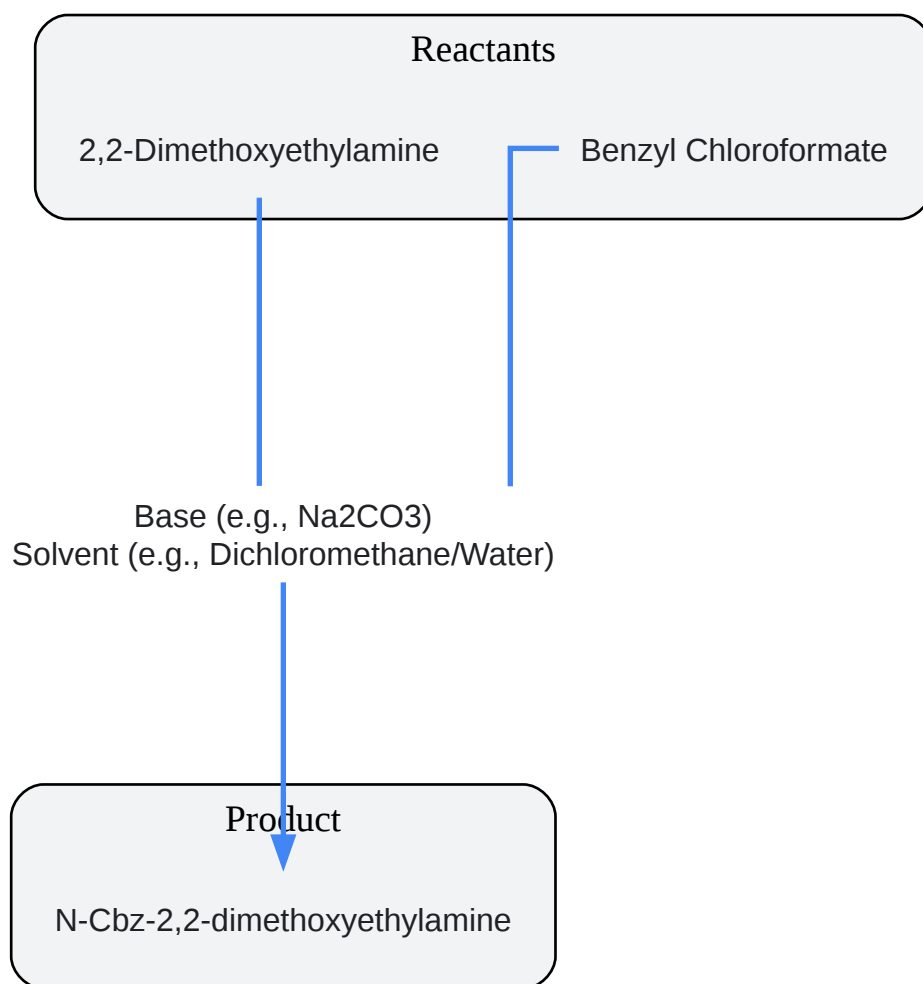 Reactants
2,2-Dimethoxyethylamine
Benzyl Chloroformate
Base (e.g., Na2CO3)
Solvent (e.g., Dichloromethane/Water)
Product
N-Cbz-2,2-dimethoxyethylamine